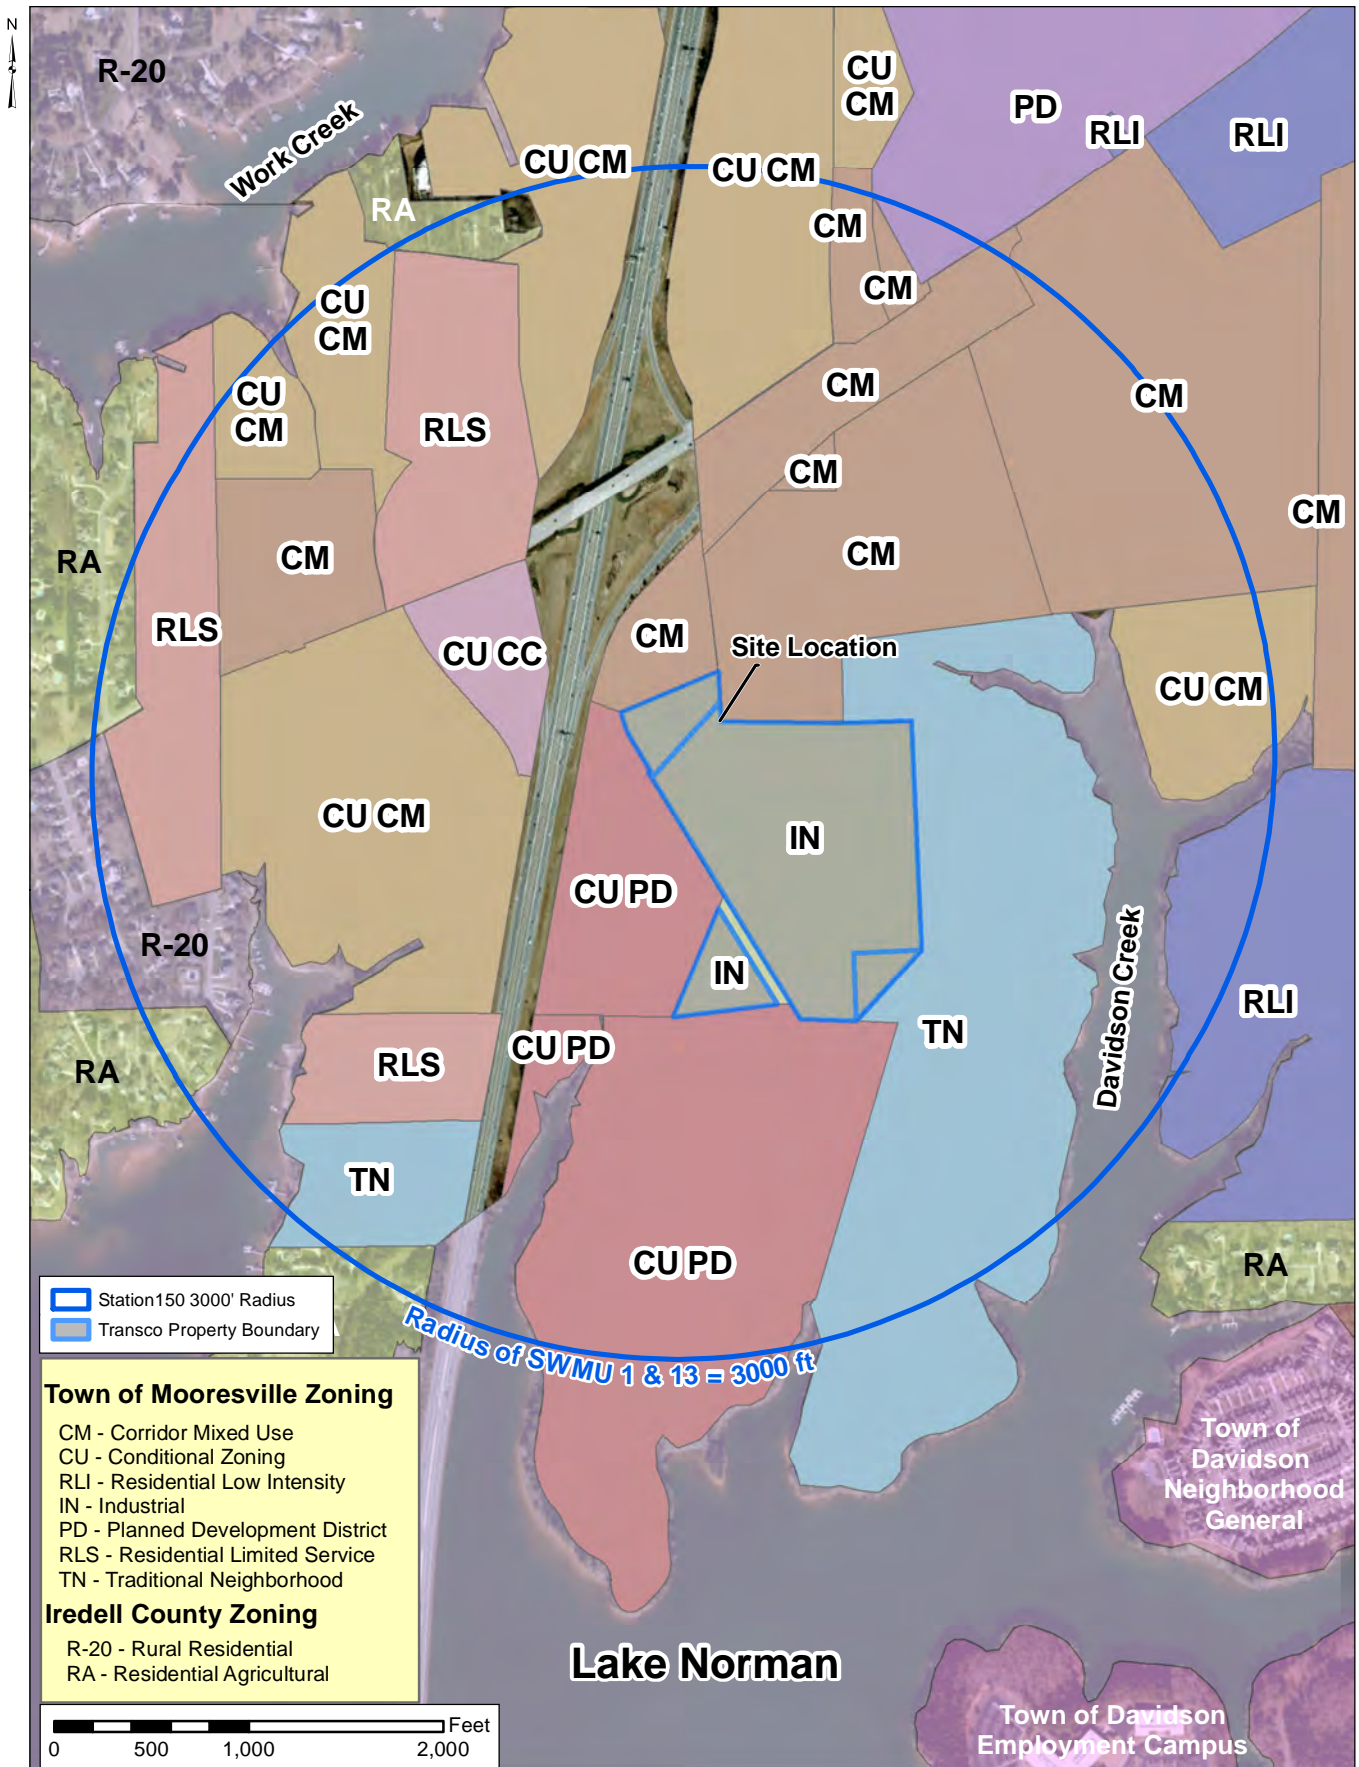 N
R-20
CU
CM
PD
RLI
RLI
Work Creek
CU CM
CU CM
RA
CM
CM
CU
CM
CM
CM
CU
CM
RLS
CM
CM
RA
CM
CM
RLS
CU CC
CM
Site Location
CU CM
CU CM
IN
CU PD
R-20
IN
Davidson Creek
RLI
TN
CU PD
RLS
RA
TN
CU PD
RA
Station150 3000' Radius
Transco Property Boundary
Radius of SWMU 1 & 13 = 3000 ft
Town of Mooresville Zoning
CM - Corridor Mixed Use
CU - Conditional Zoning
RLI - Residential Low Intensity
IN - Industrial
PD - Planned Development District
RLS - Residential Limited Service
TN - Traditional Neighborhood
Iredell County Zoning
R-20 - Rural Residential
RA - Residential Agricultural
Town of
Davidson
Neighborhood
General
Lake Norman
Town of Davidson
Employment Campus
Feet
0 500 1,000 2,000